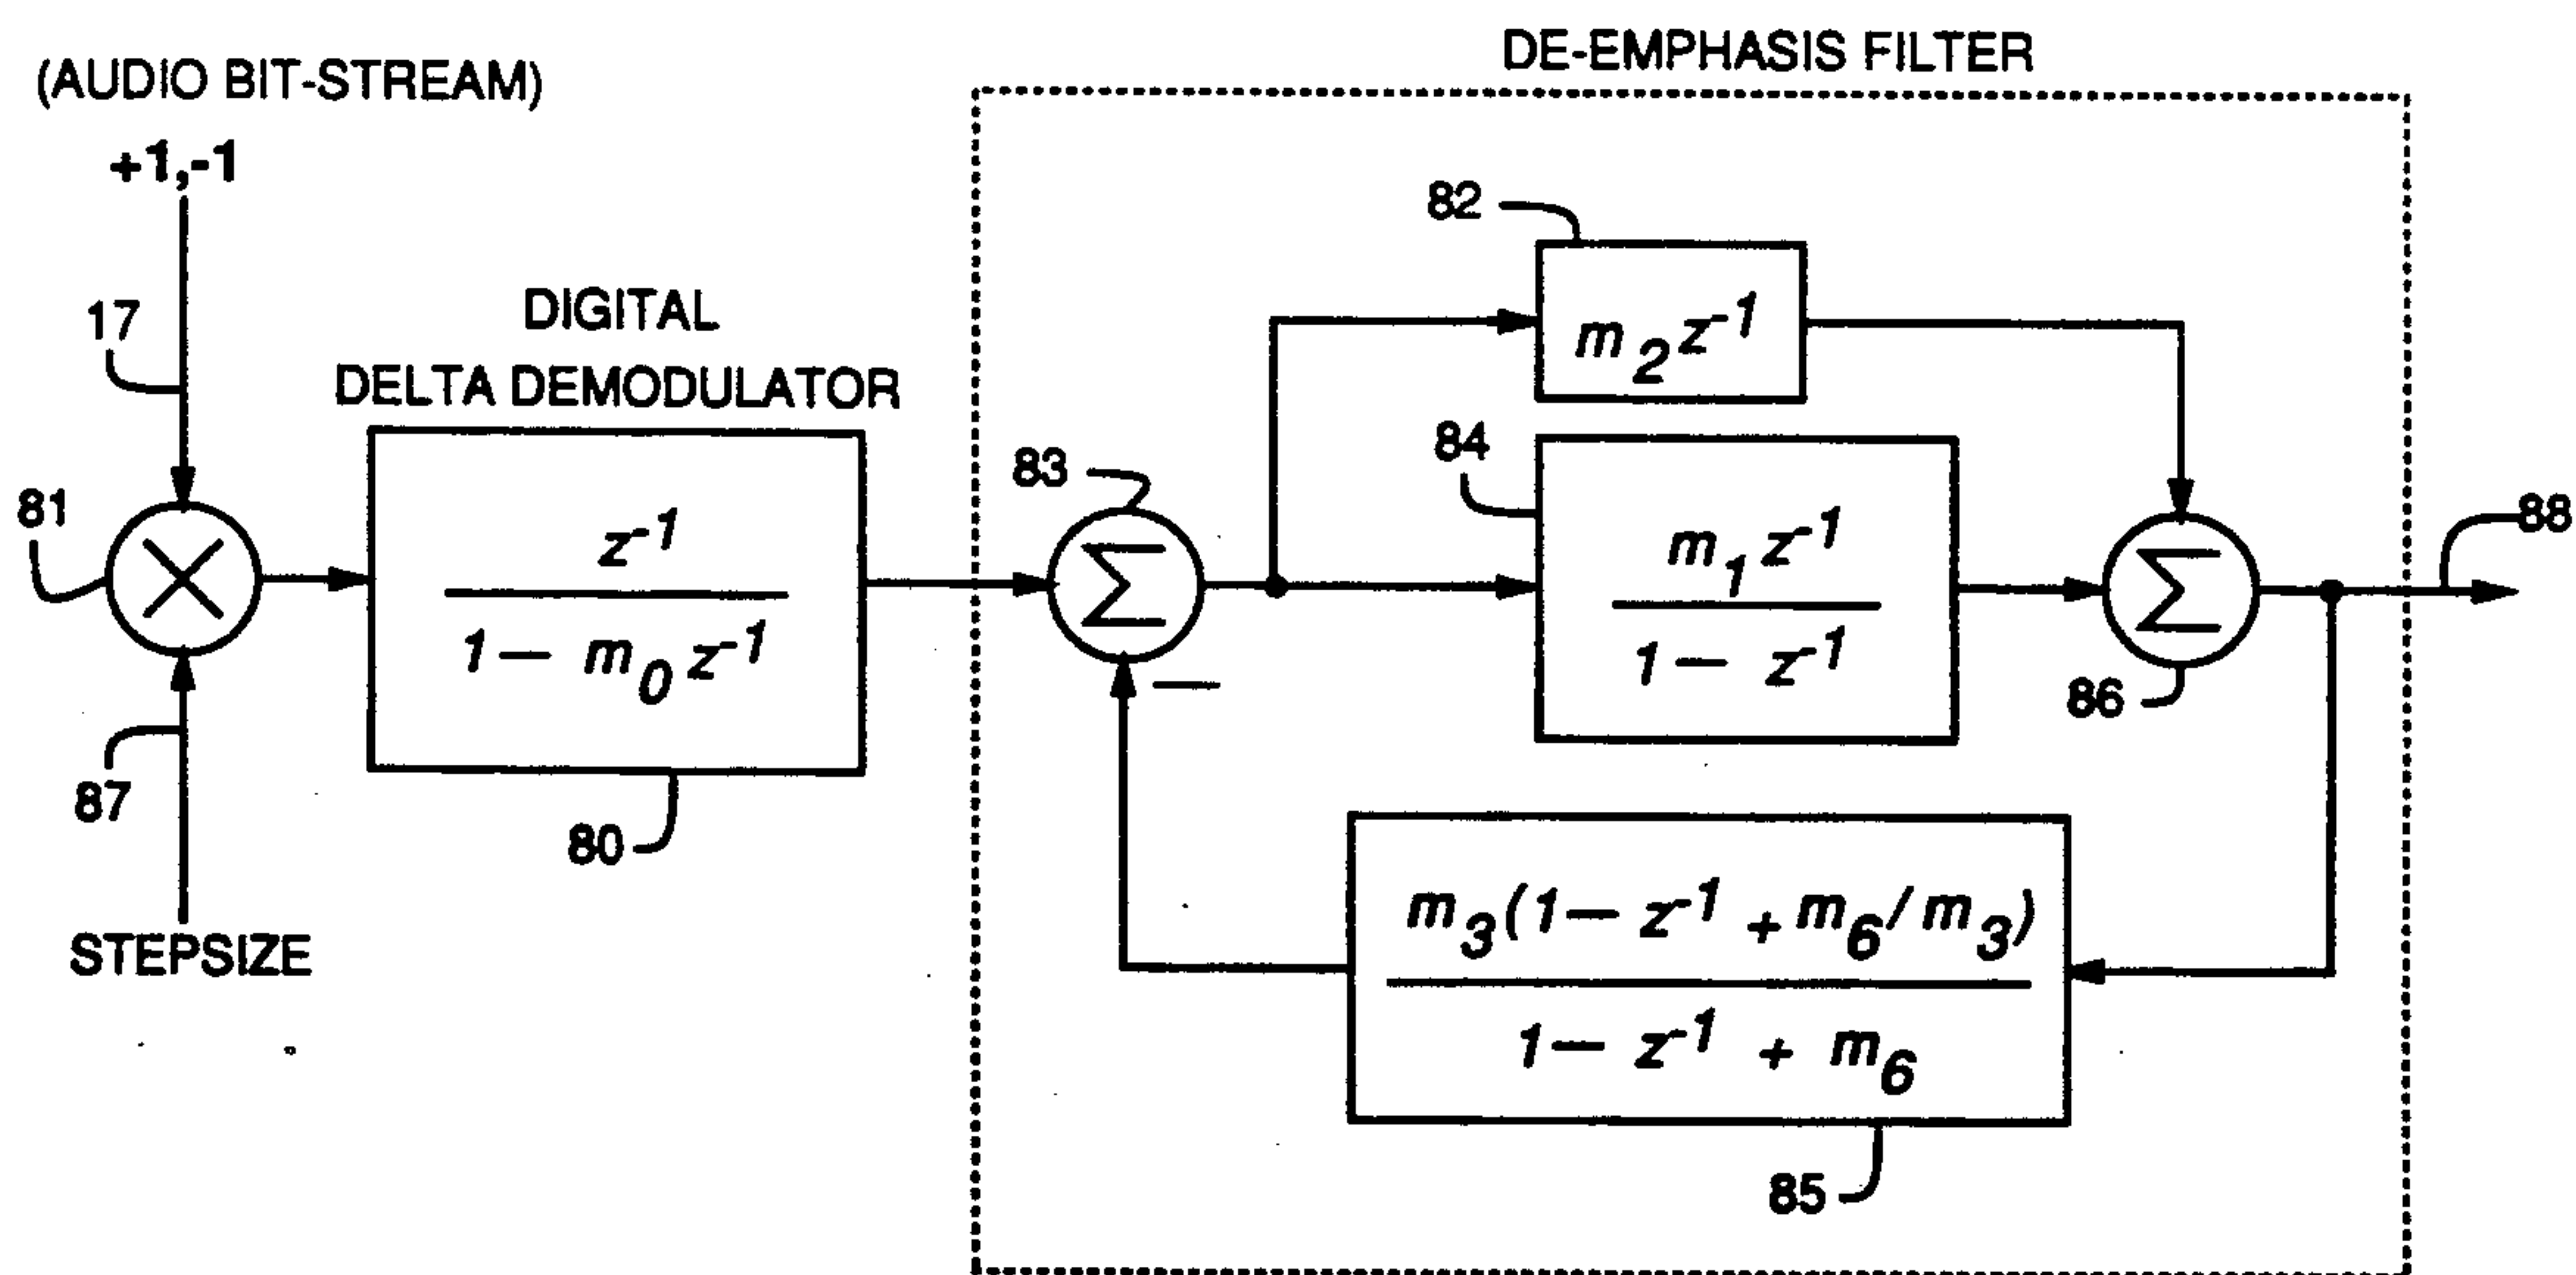 DE-EMPHASIS FILTER
(AUDIO BIT-STREAM)
+1,-1
82
17
DIGITAL
DELTA DEMODULATOR
m₂z⁻¹
81
83
84
88
z⁻¹
1— m₀z⁻¹
m₁z⁻¹
1— z⁻¹
86
87
80
STEPSIZE
m₃(1— z⁻¹ + m₆/m₃)
1— z⁻¹ + m₆
85
Σ
Σ
—